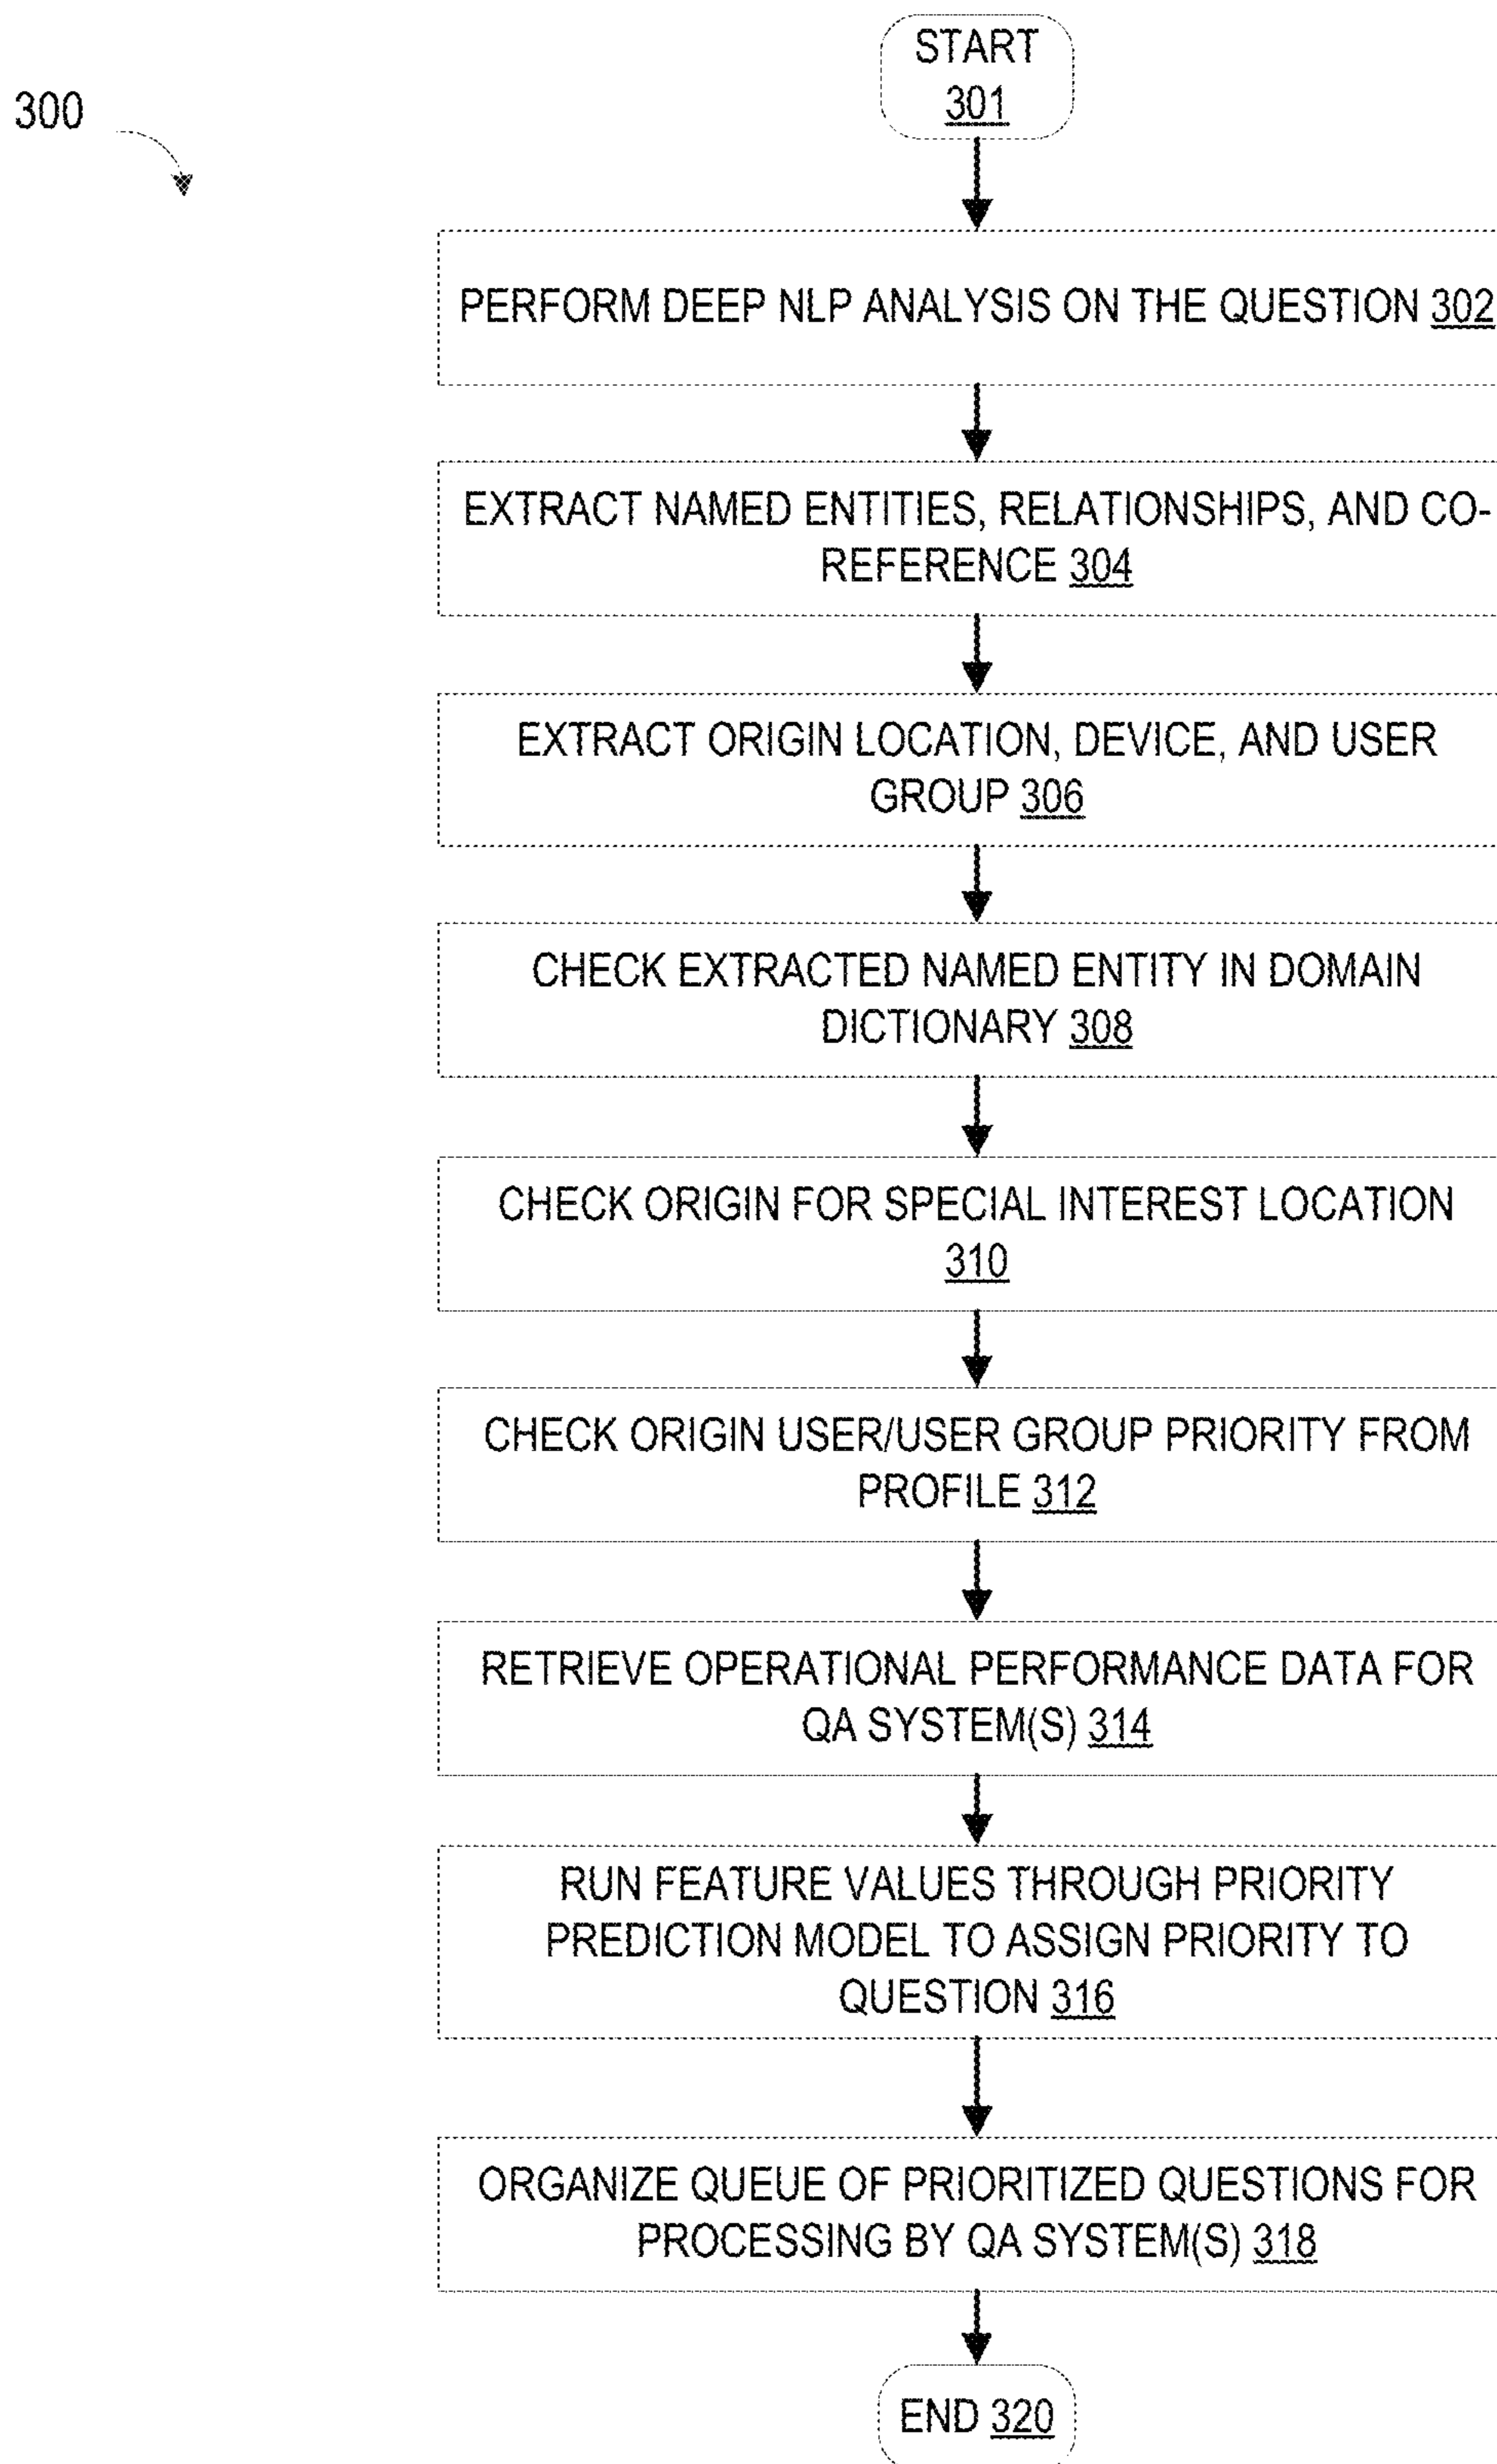 START
301
300
PERFORM DEEP NLP ANALYSIS ON THE QUESTION 302
EXTRACT NAMED ENTITIES, RELATIONSHIPS, AND CO-
REFERENCE 304
EXTRACT ORIGIN LOCATION, DEVICE, AND USER
GROUP 306
CHECK EXTRACTED NAMED ENTITY IN DOMAIN
DICTIONARY 308
CHECK ORIGIN FOR SPECIAL INTEREST LOCATION
310
CHECK ORIGIN USER/USER GROUP PRIORITY FROM
PROFILE 312
RETRIEVE OPERATIONAL PERFORMANCE DATA FOR
QA SYSTEM(S) 314
RUN FEATURE VALUES THROUGH PRIORITY
PREDICTION MODEL TO ASSIGN PRIORITY TO
QUESTION 316
ORGANIZE QUEUE OF PRIORITIZED QUESTIONS FOR
PROCESSING BY QA SYSTEM(S) 318
END 320